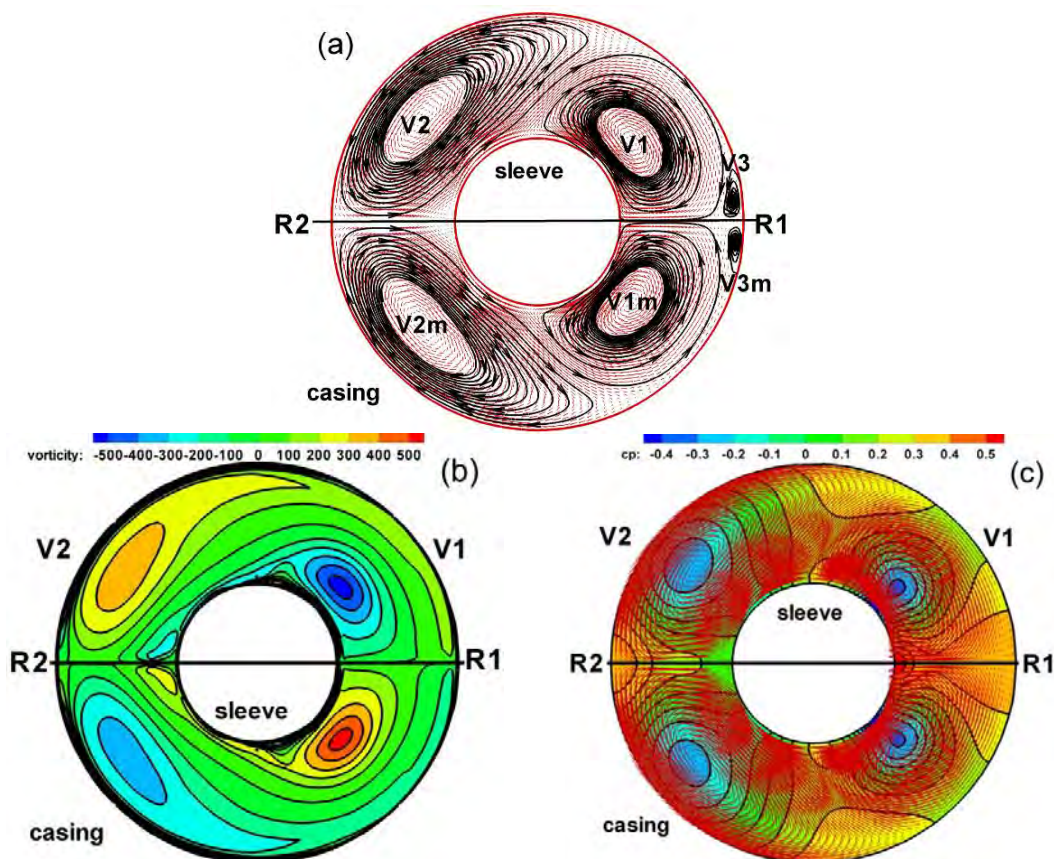 (a)
V2
V1
sleeve
V3
R2
R1
V3m
V1m
V2m
casing
vorticity: -500-400-300-200-100 0 100 200 300 400 500
(b)
V2
V1
R2
R1
sleeve
casing
cp: -0.4 -0.3 -0.2 -0.1 0 0.1 0.2 0.3 0.4 0.5
(c)
V2
V1
sleeve
R2
R1
casing